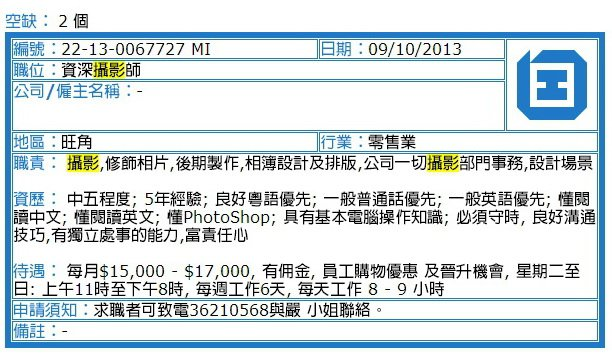 空缺： 2 個
編號：22-13-0067727 MI
日期：09/10/2013
職位：資深攝影師
公司/僱主名稱：-
地區：旺角
行業：零售業
職責： 攝影,修飾相片,後期製作,相薄設計及排版,公司一切攝影部門事務,設計場景
資歷： 中五程度; 5年經驗; 良好粵語優先; 一般普通話優先; 一般英語優先; 懂閱
讀中文; 懂閱讀英文; 懂PhotoShop; 具有基本電腦操作知識; 必須守時, 良好溝通
技巧,有獨立處事的能力,富責任心
待遇： 每月$15,000 - $17,000, 有佣金, 員工購物優惠 及晉升機會, 星期二至
日: 上午11時至下午8時, 每週工作6天, 每天工作 8 - 9 小時
申請須知：求職者可致電36210568與嚴 小姐聯絡。
備註：-